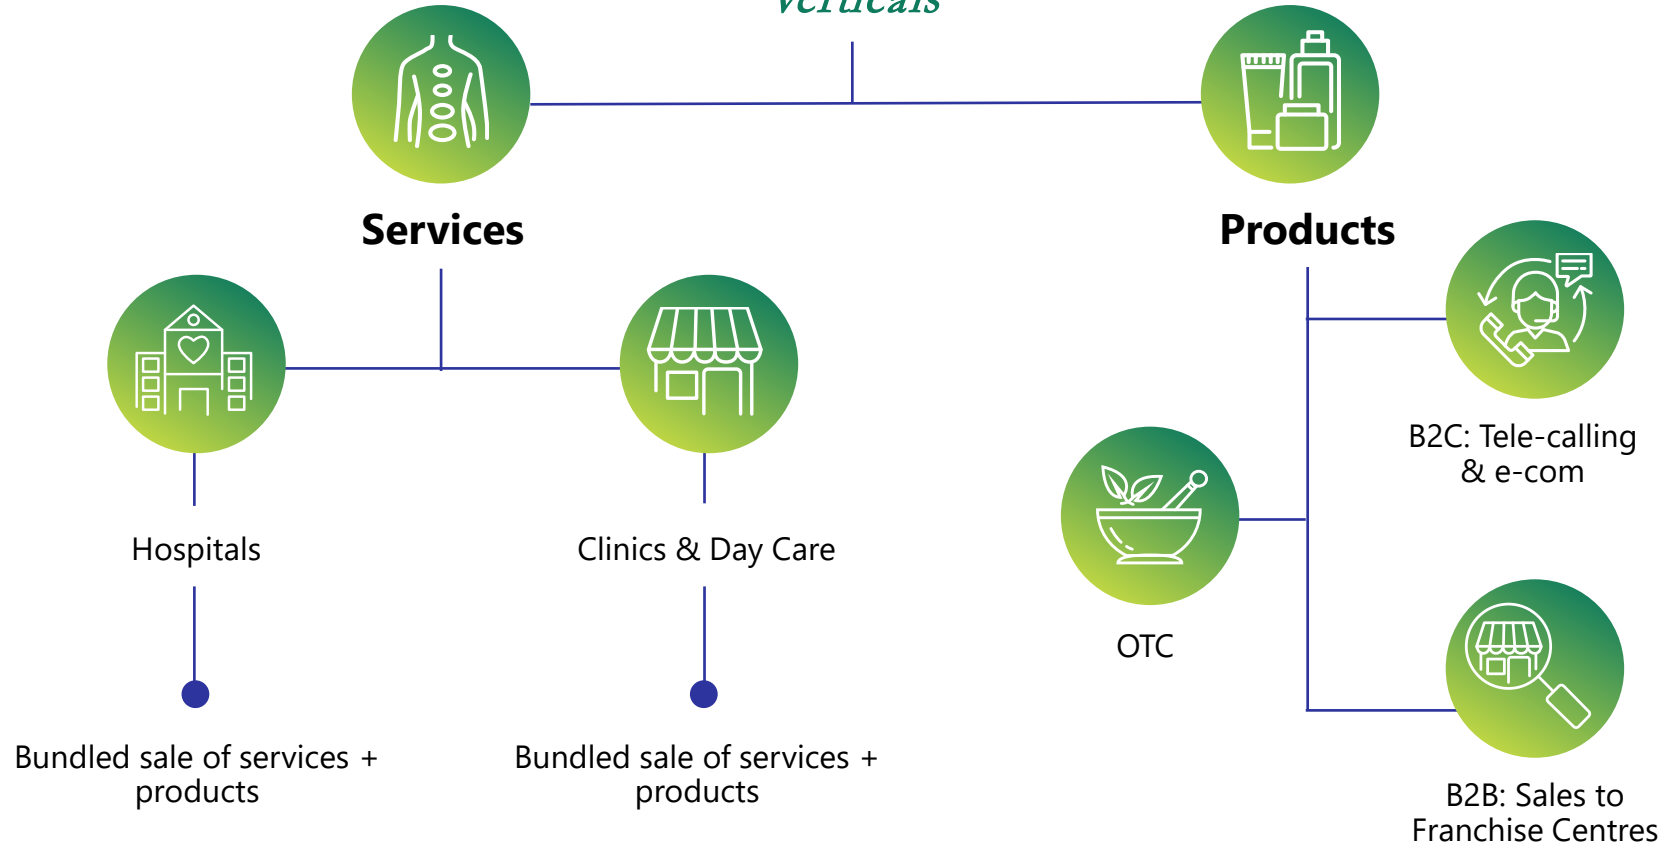 Verticals
Services
Products
B2C: Tele-calling
& e-com
Hospitals
Clinics & Day Care
OTC
Bundled sale of services +
products
Bundled sale of services +
products
B2B: Sales to
Franchise Centres